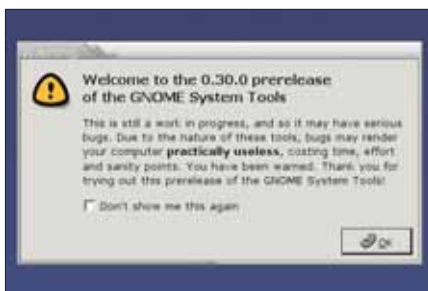 Welcome to the 0.30.0 prerelease
of the GNOME System Tools
This is still a work in progress, and so it may have serious
bugs. Due to the nature of these tools, bugs may render
your computer practically useless, costing time, effort
and sanity points. You have been warned. Thank you for
trying out this prerelease of the GNOME System Tools!
Don't show me this again
OK